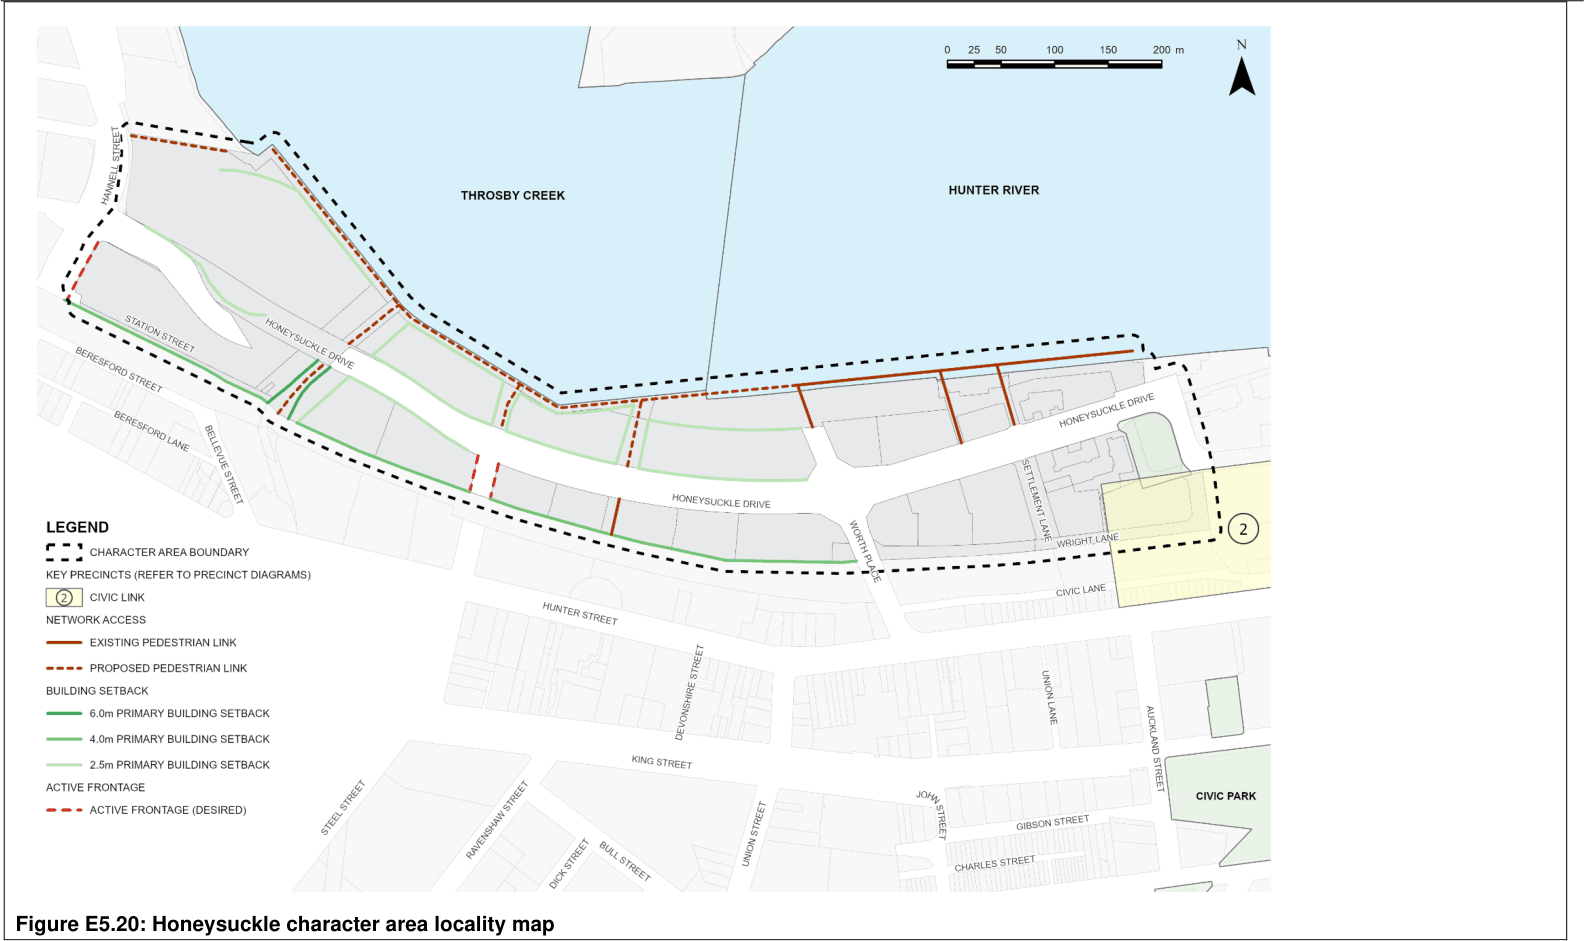 0 25 50 100 150 200 m
N
HANNELL STREET
THROSBY CREEK
HUNTER RIVER
STATION STREET
HONEYSUCKLE DRIVE
BERESFORD STREET
BERESFORD LANE
BELLEVUE STREET
HONEYSUCKLE DRIVE
HONEYSUCKLE DRIVE
SETTLEMENT LANE
WORTH PLACE
WRIGHT LANE
2
CIVIC LANE
HUNTER STREET
DEVONSHIRE STREET
UNION LANE
AUCKLAND STREET
KING STREET
STEEL STREET
RAVENSHAW STREET
DICK STREET
BULL STREET
UNION STREET
JOHN STREET
GIBSON STREET
CHARLES STREET
CIVIC PARK
LEGEND
CHARACTER AREA BOUNDARY
KEY PRECINCTS (REFER TO PRECINCT DIAGRAMS)
2 CIVIC LINK
NETWORK ACCESS
EXISTING PEDESTRIAN LINK
PROPOSED PEDESTRIAN LINK
BUILDING SETBACK
6.0m PRIMARY BUILDING SETBACK
4.0m PRIMARY BUILDING SETBACK
2.5m PRIMARY BUILDING SETBACK
ACTIVE FRONTAGE
ACTIVE FRONTAGE (DESIRED)
Figure E5.20: Honeysuckle character area locality map